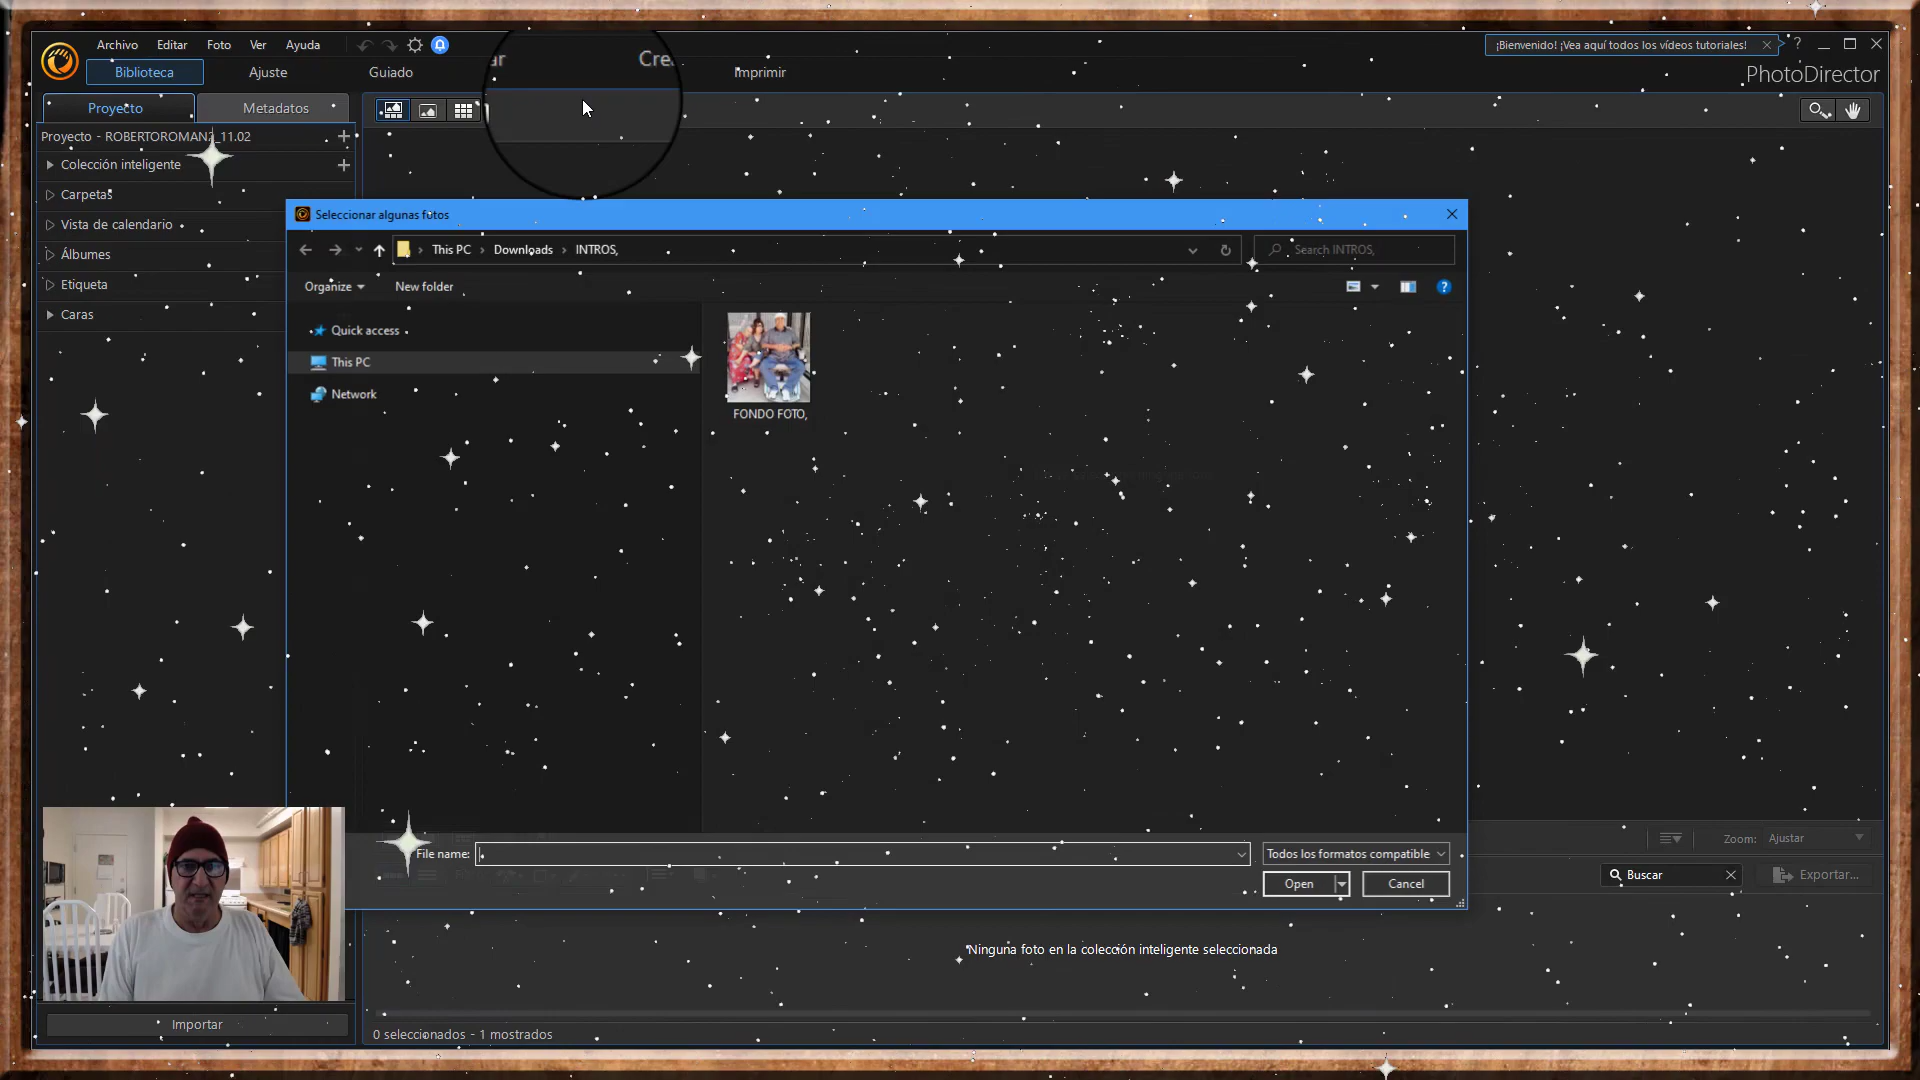 Archivo Editar Foto Ver Ayuda
¡Bienvenido! ¡Vea aquí todos los vídeos tutoriales!
Biblioteca Ajuste Guiado Imprimir
PhotoDirector
Proyecto Metadatos
Proyecto - ROBERTOROMAN2_11.02
Colección inteligente
Carpetas
Vista de calendario
Álbumes
Etiqueta
Caras
Seleccionar algunas fotos
This PC Downloads INTROS,
Search INTROS,
Organize New folder
Quick access
This PC
Network
FONDO FOTO,
File name:
Todos los formatos compatible
Open Cancel
Zoom: Ajustar
Buscar
Exportar...
Ninguna foto en la colección inteligente seleccionada
Importar
0 seleccionados - 1 mostrados